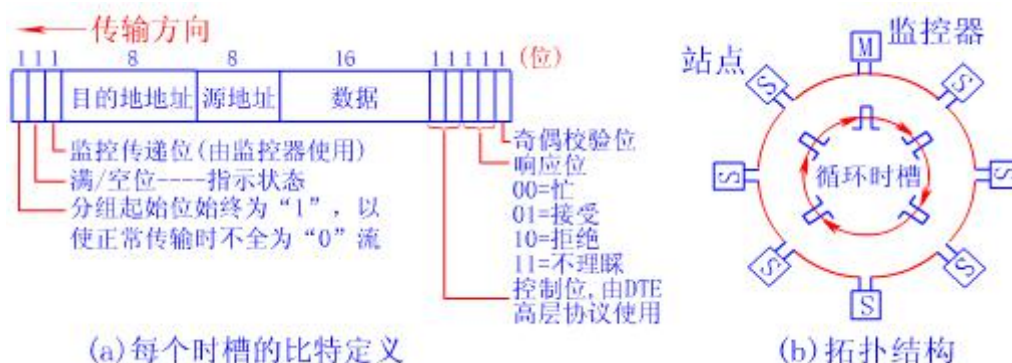 传输方向
1 1 1 8 8 16 1 1 1 1 1 (位)
目的地地址 源地址 数据
监控传递位(由监控器使用)
满/空位----指示状态
分组起始位始终为“1”，以
使正常传输时不全为“0”流
奇偶校验位
响应位
00=忙
01=接受
10=拒绝
11=不理睬
控制位,由DTE
高层协议使用
(a)每个时槽的比特定义
M 监控器
站点
S
S
S
S
循环时槽
S
S
S
(b)拓扑结构